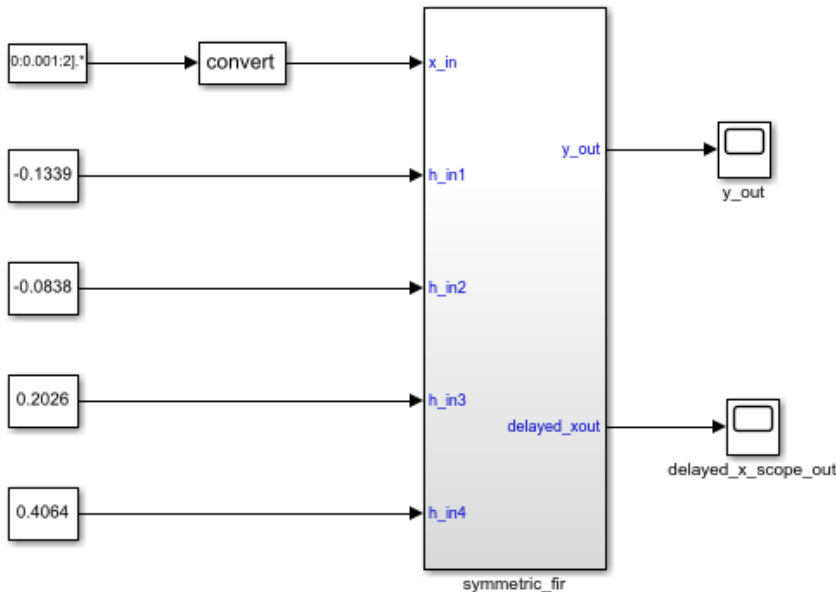 0:0.001:2].*
convert
x_in
-0.1339
h_in1
y_out
y_out
-0.0838
h_in2
0.2026
h_in3
delayed_xout
delayed_x_scope_out
0.4064
h_in4
symmetric_fir